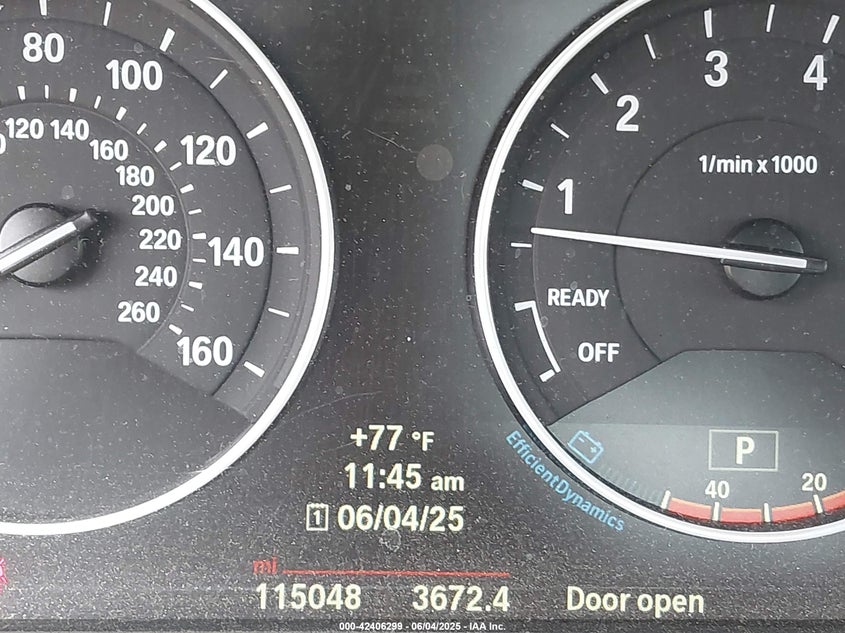 80
100
120
140
160
120 140
160
180
200
220
240
260
1
2
3
4
1/min x 1000
READY
OFF
P
40
20
EfficientDynamics
+77 °F
11:45 am
1 06/04/25
mi
115048 3672.4 Door open
000-42406299 - 06/04/2025 - IAA Inc.